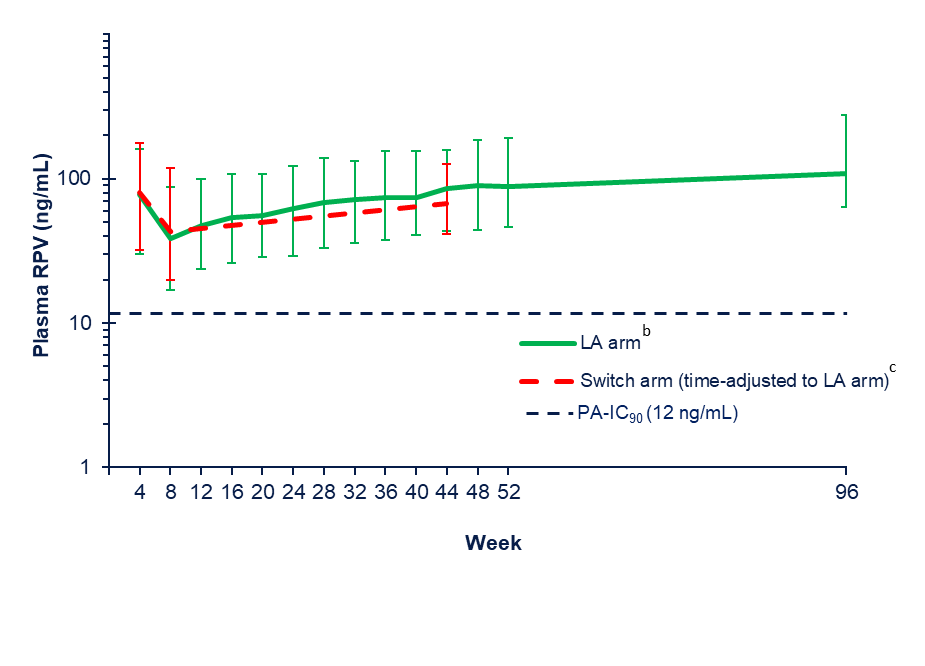 Plasma RPV (ng/mL)
100
10
1
LA arm^b
Switch arm (time-adjusted to LA arm)^c
PA-IC₉₀ (12 ng/mL)
4 8 12 16 20 24 28 32 36 40 44 48 52 96
Week